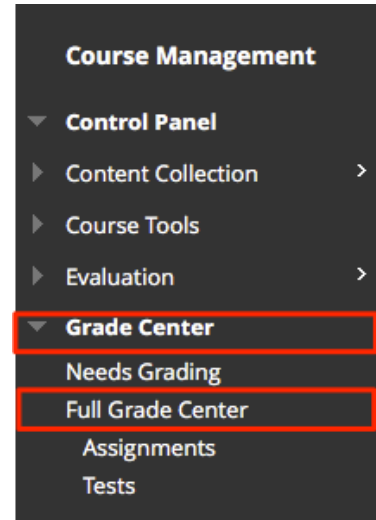 Course Management
Control Panel
Content Collection
Course Tools
Evaluation
Grade Center
Needs Grading
Full Grade Center
Assignments
Tests